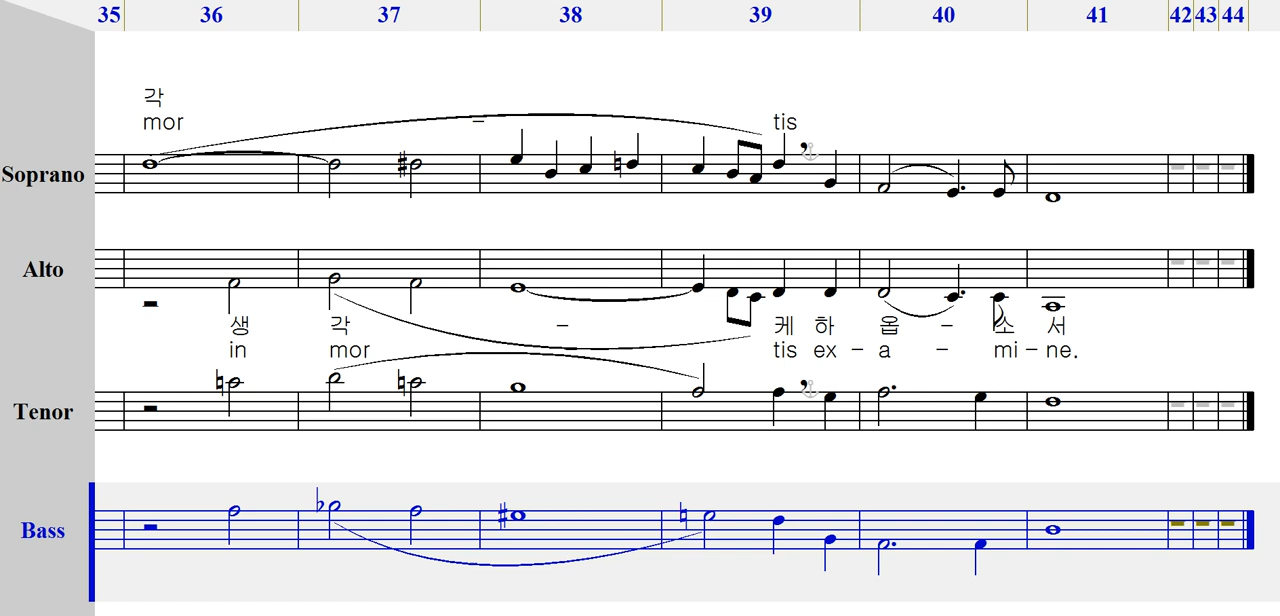 35 36 37 38 39 40 41 42 43 44
각
mor - tis
Soprano
Alto
생 각 - 케 하 옵 - 소 서
in mor tis ex - a - mi - ne.
Tenor
Bass